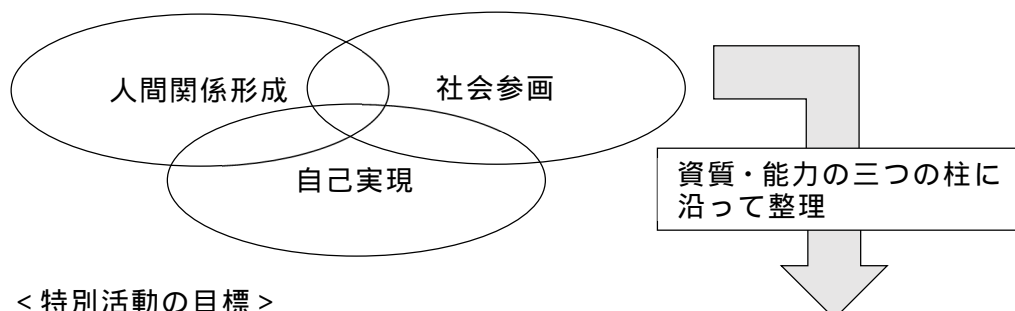 人間関係形成
社会参画
自己実現
資質・能力の三つの柱に
沿って整理
<特別活動の目標>